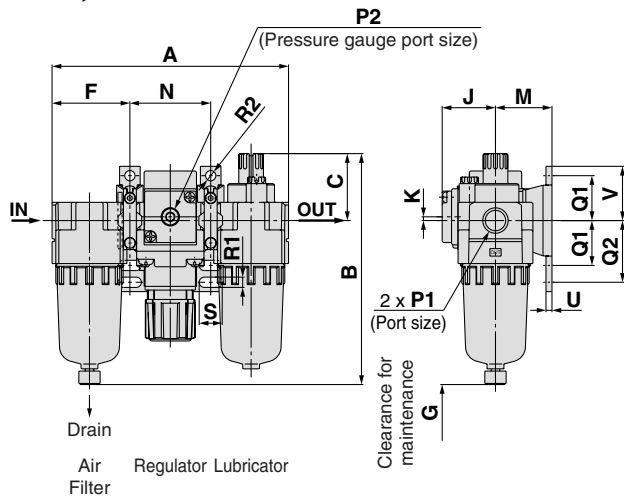 P2
(Pressure gauge port size)
A
F
N
R2
J
M
C
K
Q1
V
IN
OUT
B
R1
Q1
Q2
S
2 x P1
(Port size)
U
Clearance for
maintenance
G
Drain
Air
Filter
Regulator
Lubricator